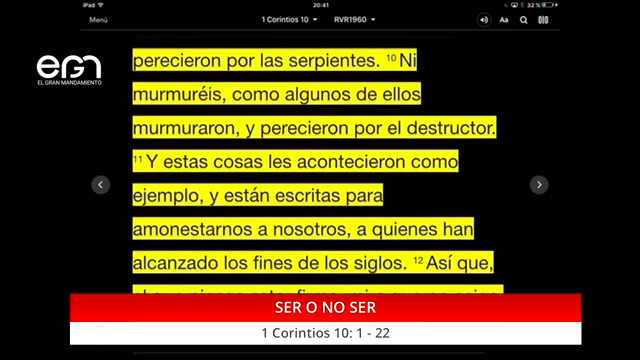 iPad
20:41
32 %
Menú
1 Corintios 10
RVR1960
Aa
perecieron por las serpientes. 10 Ni
murmuréis, como algunos de ellos
murmuraron, y perecieron por el destructor.
11 Y estas cosas les acontecieron como
ejemplo, y están escritas para
amonestarnos a nosotros, a quienes han
alcanzado los fines de los siglos. 12 Así que,
EGM
EL GRAN MANDAMIENTO
SER O NO SER
1 Corintios 10: 1 - 22